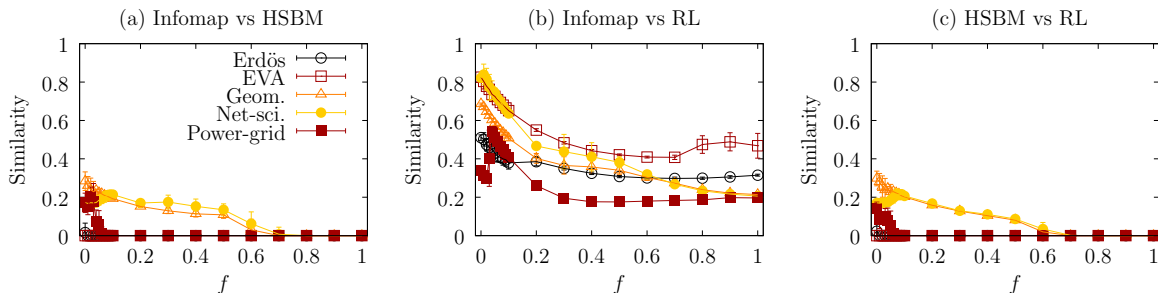 (a) Infomap vs HSBM
1
0.8
0.6
0.4
0.2
0
Similarity
Erdös
EVA
Geom.
Net-sci.
Power-grid
0 0.2 0.4 0.6 0.8 1
f
(b) Infomap vs RL
1
0.8
0.6
0.4
0.2
0
Similarity
0 0.2 0.4 0.6 0.8 1
f
(c) HSBM vs RL
1
0.8
0.6
0.4
0.2
0
Similarity
0 0.2 0.4 0.6 0.8 1
f